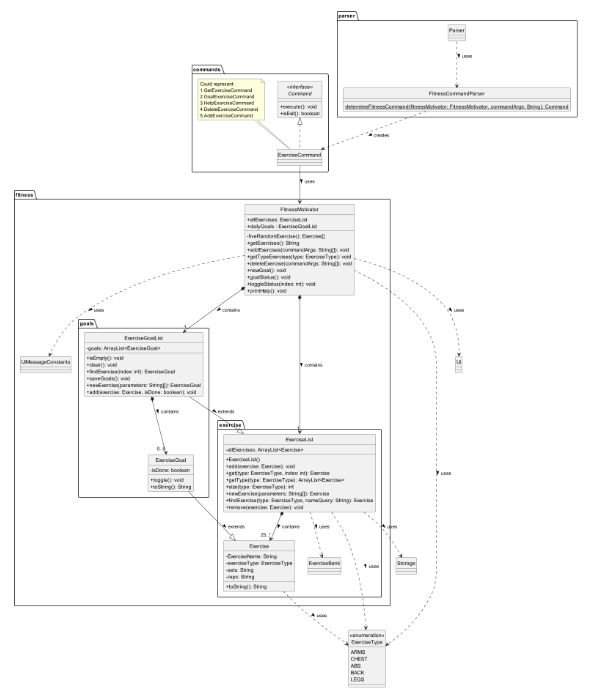 parser
Parser
uses
FitnessCommandParser
determineFitnessCommand(fitnessMotivator: FitnessMotivator, commandArgs: String): Command
commands
Could represent:
1.GetExerciseCommand
2.GoalExerciseCommand
3.HelpExerciseCommand
4.DeleteExerciseCommand
5.AddExerciseCommand
«interface»
Command
+execute(): void
+isExit(): boolean
creates
ExerciseCommand
uses
fitness
FitnessMotivator
+allExercises: ExerciseList
+dailyGoals : ExerciseGoalList
-fiveRandomExercise(): Exercise[]
+getExercises(): String
+addExercises(commandArgs: String[]): void
+getTypeExercises(type: ExerciseType): void
+deleteExercise(commandArgs: String[]): void
+newGoal(): void
+goalStatus(): void
+toggleStatus(index: int): void
+printHelp(): void
uses
contains
uses
goals
1
ExerciseGoalList
-goals: ArrayList<ExerciseGoal>
+isEmpty(): void
+clear(): void
+findExercise(index: int): ExerciseGoal
+saveGoals(): void
+newExercise(parameters: String[]): ExerciseGoal
+add(exercise: Exercise, isDone: boolean): void
UIMessageConstants
UI
contains
contains
extends
exercise
1
ExerciseList
-allExercises: ArrayList<Exercise>
+ExerciseList()
+add(exercise: Exercise): void
+get(type: ExerciseType, index: int): Exercise
+getType(type: ExerciseType): ArrayList<Exercise>
+size(type: ExerciseType): int
+newExercise(parameters: String[]): Exercise
+findExercise(type: ExerciseType, nameQuery: String): Exercise
+remove(exercise: Exercise): void
uses
ExerciseGoal
-isDone: boolean
+toggle(): void
+toString(): String
extends
contains
uses
uses
Exercise
-ExerciseName: String
-exerciseType: ExerciseType
-sets: String
-reps: String
+toString(): String
ExerciseBank
uses
Storage
uses
«enumeration»
ExerciseType
ARMS
CHEST
ABS
BACK
LEGS